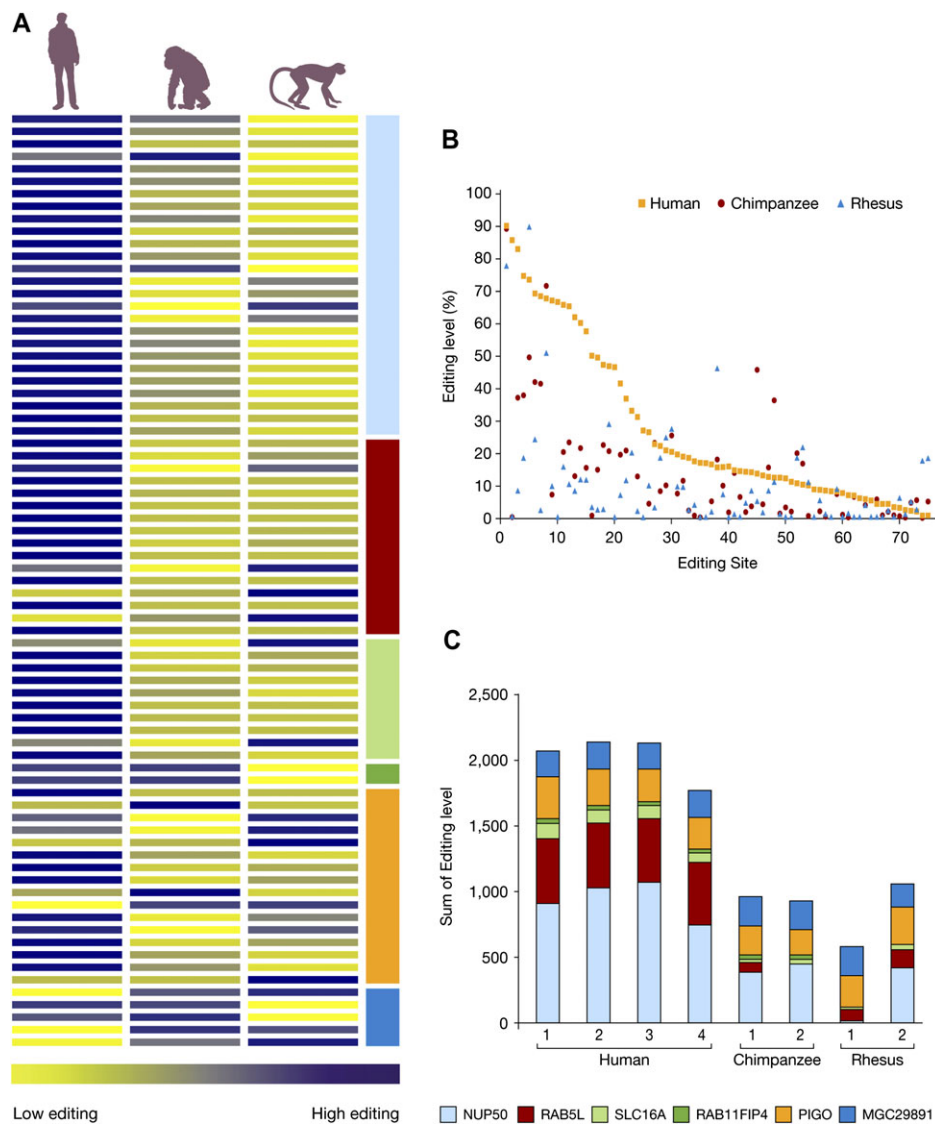 A
Low editing High editing
B
Editing level (%)
100
90
80
70
60
50
40
30
20
10
0
Human Chimpanzee Rhesus
0 10 20 30 40 50 60 70
Editing Site
C
Sum of Editing level
2,500
2,000
1,500
1,000
500
0
1 2 3 4 1 2 1 2
Human Chimpanzee Rhesus
NUP50 RAB5L SLC16A RAB11FIP4 PIGO MGC29891